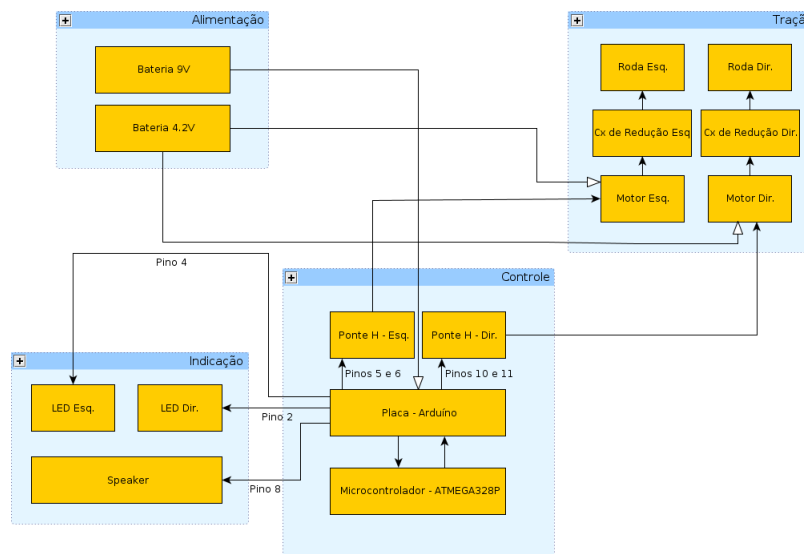 Alimentação
Bateria 9V
Bateria 4.2V
Traçã
Roda Esq.
Roda Dir.
Cx de Redução Esq
Cx de Redução Dir.
Motor Esq.
Motor Dir.
Pino 4
Controle
Ponte H - Esq.
Ponte H - Dir.
Pinos 5 e 6
Pinos 10 e 11
Placa - Arduíno
Microcontrolador - ATMEGA328P
Indicação
LED Esq.
LED Dir.
Pino 2
Speaker
Pino 8